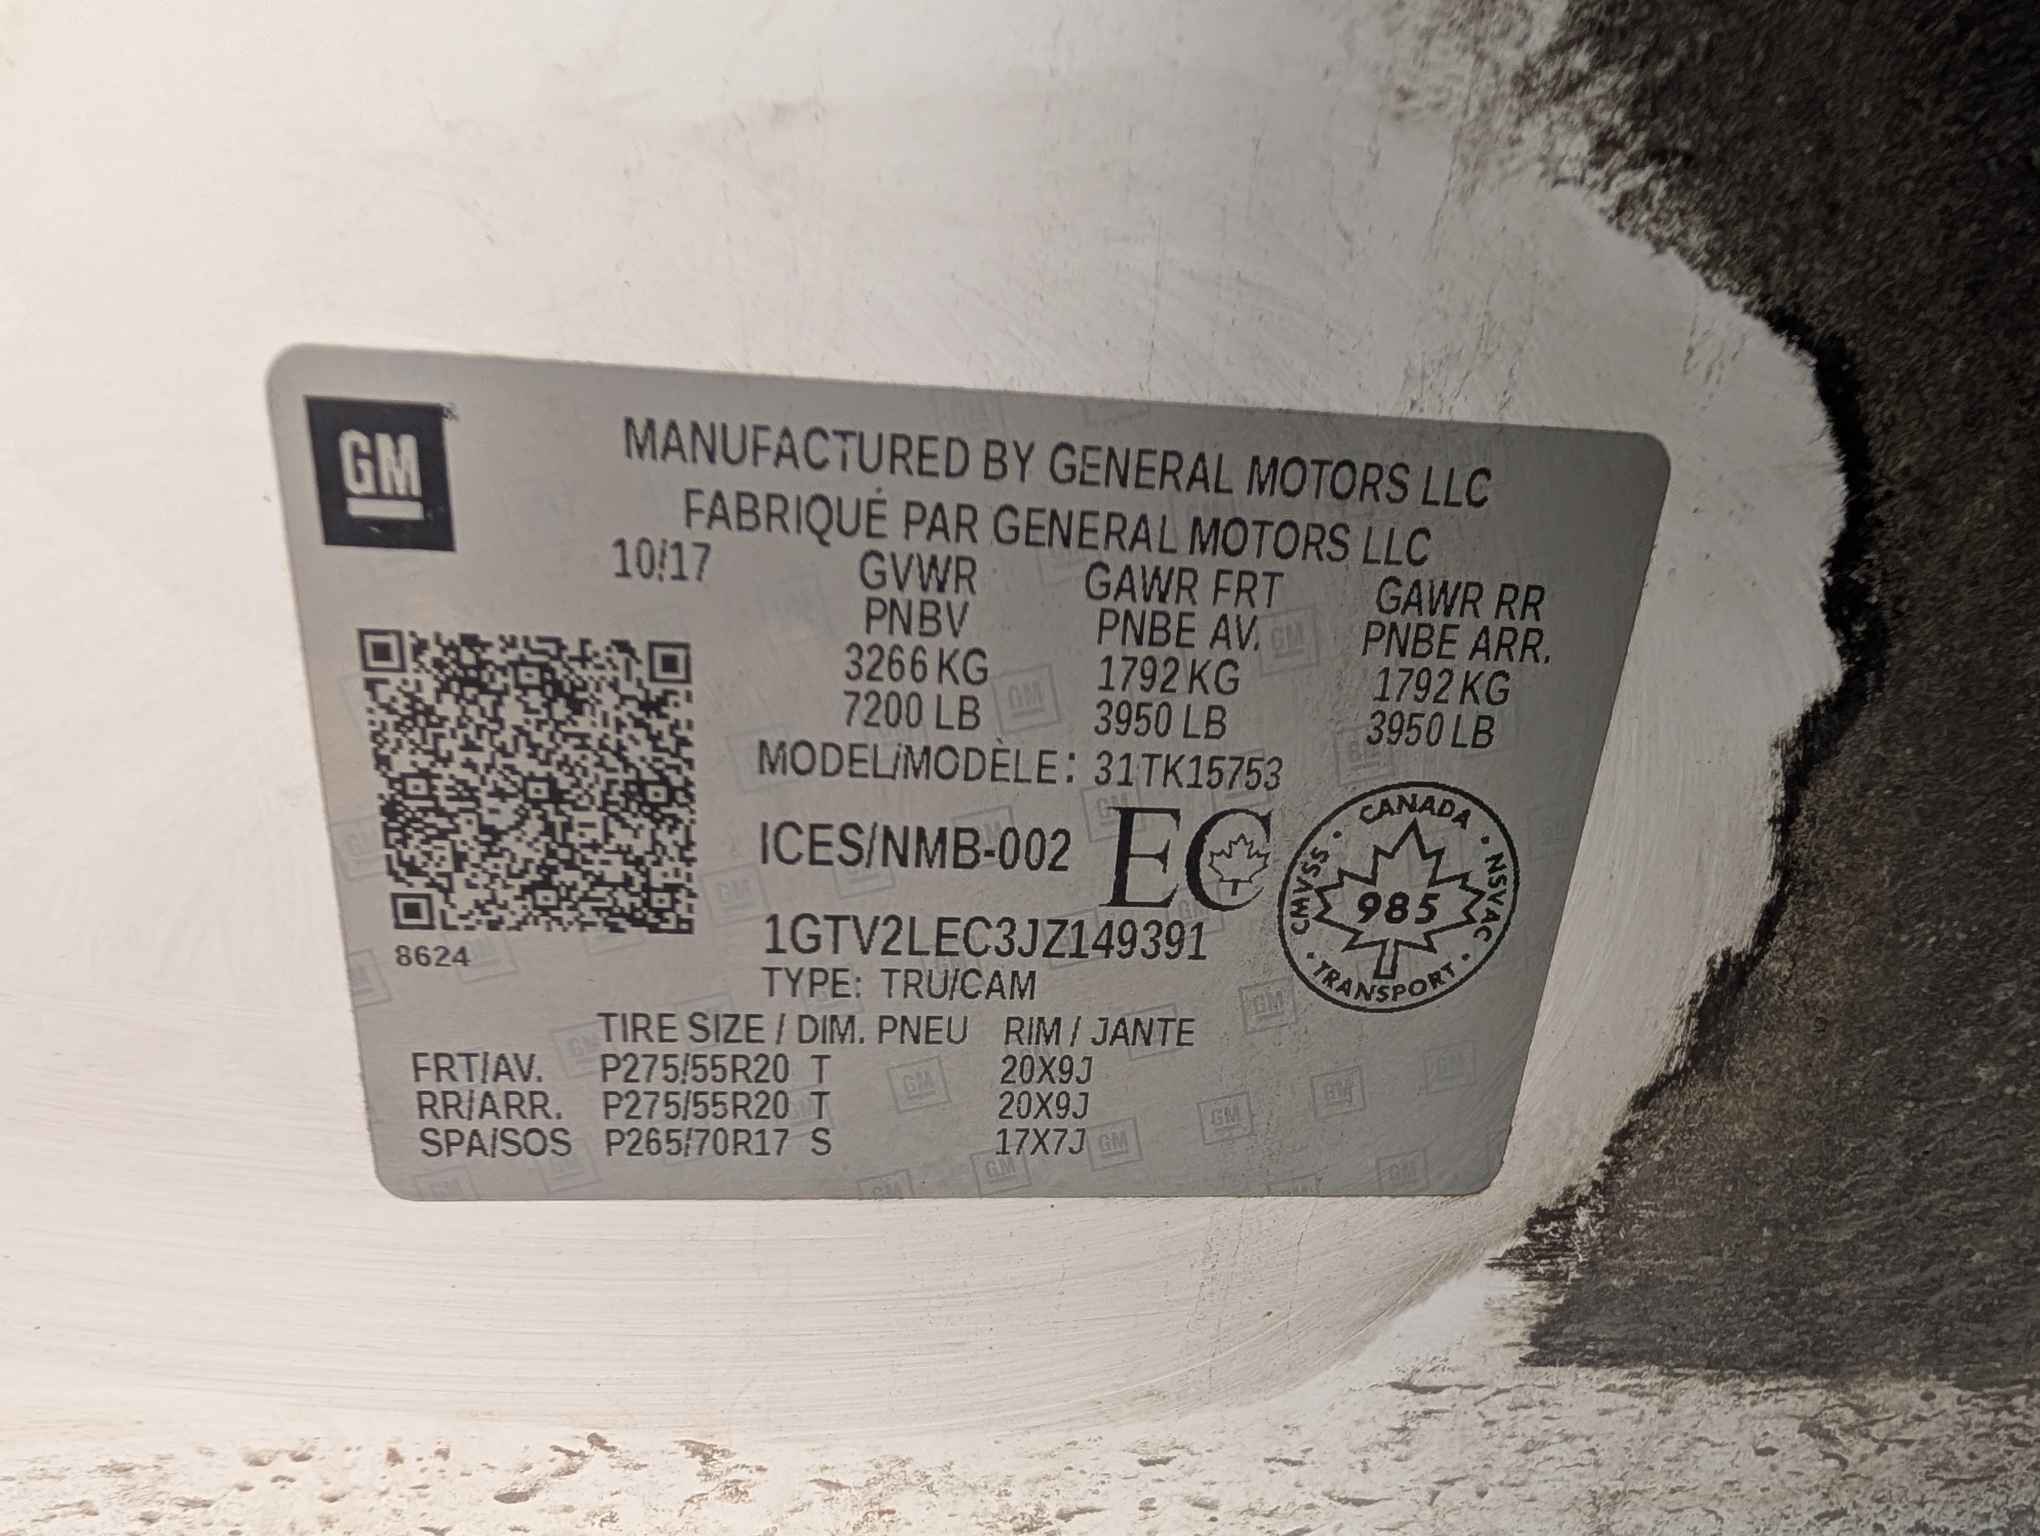 GM
MANUFACTURED BY GENERAL MOTORS LLC
FABRIQUÉ PAR GENERAL MOTORS LLC
10/17 GVWR GAWR FRT GAWR RR
PNBV PNBE AV. PNBE ARR.
3266 KG 1792 KG 1792 KG
7200 LB 3950 LB 3950 LB
MODEL/MODÈLE: 31TK15753
ICES/NMB-002 EC
CANADA · NSVAC · TRANSPORT · CMVSS ·
985
8624
1GTV2LEC3JZ149391
TYPE: TRU/CAM
TIRE SIZE / DIM. PNEU RIM / JANTE
FRT/AV. P275/55R20 T 20X9J
RR/ARR. P275/55R20 T 20X9J
SPA/SOS P265/70R17 S 17X7J